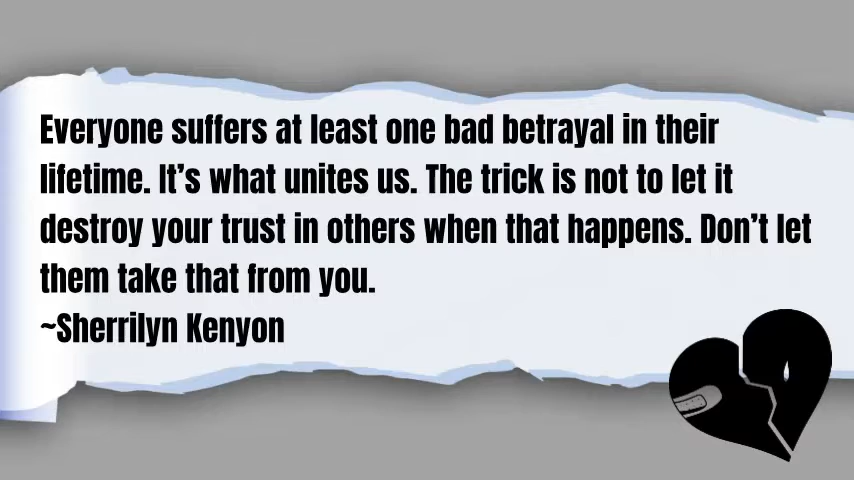 Everyone suffers at least one bad betrayal in their
lifetime. It’s what unites us. The trick is not to let it
destroy your trust in others when that happens. Don’t let
them take that from you.
~Sherrilyn Kenyon